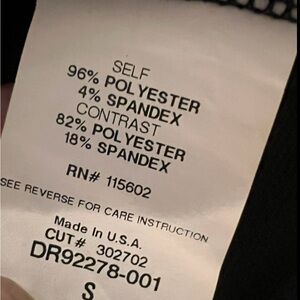 SELF
96% POLYESTER
4% SPANDEX
CONTRAST
82% POLYESTER
18% SPANDEX
RN# 115602
SEE REVERSE FOR CARE INSTRUCTION
Made In U.S.A.
CUT# 302702
DR92278-001
S